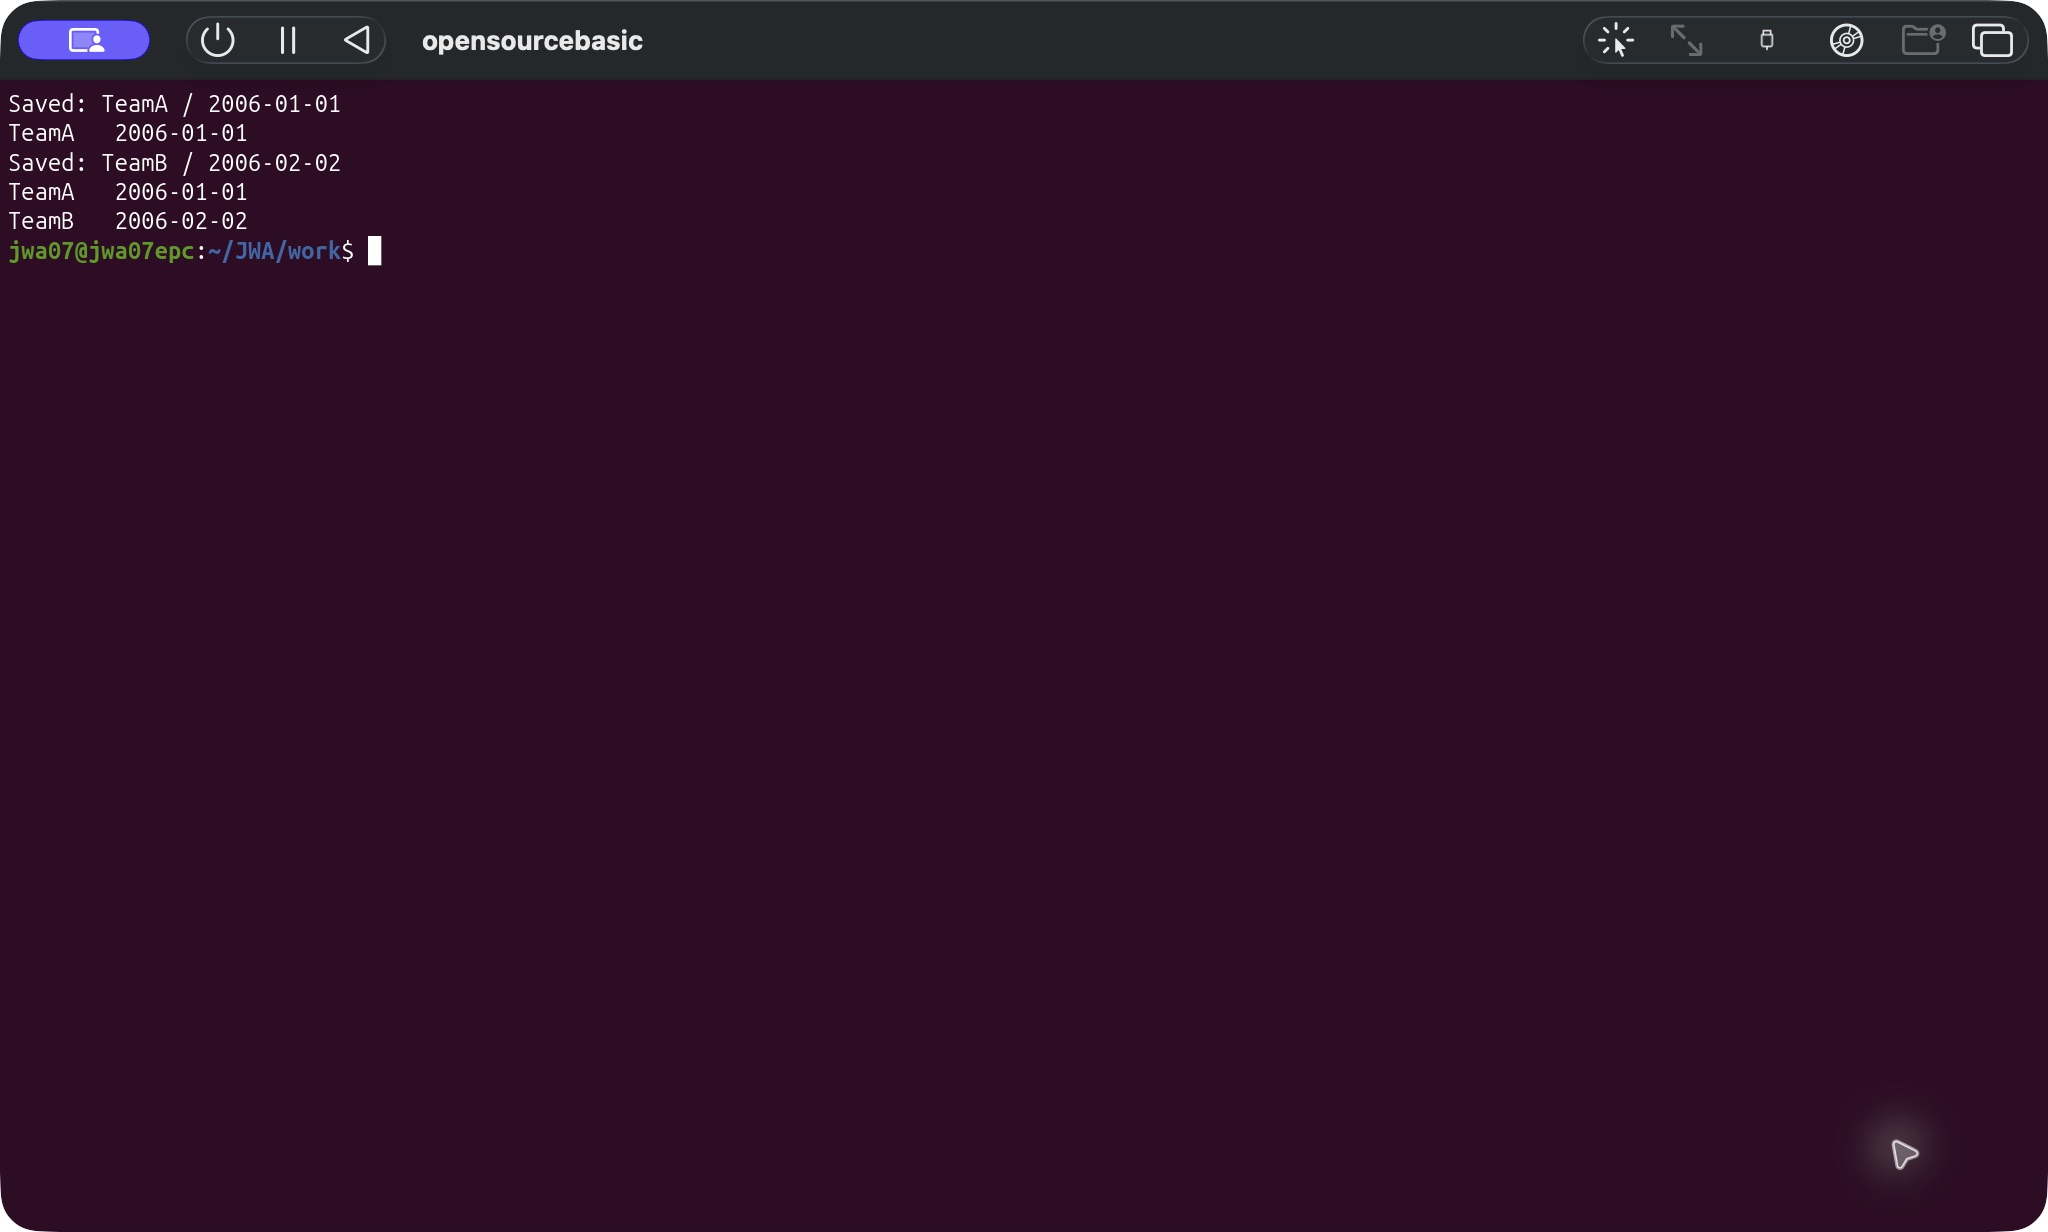 opensourcebasic
Saved: TeamA / 2006-01-01
TeamA   2006-01-01
Saved: TeamB / 2006-02-02
TeamA   2006-01-01
TeamB   2006-02-02
jwa07@jwa07epc:~/JWA/work$